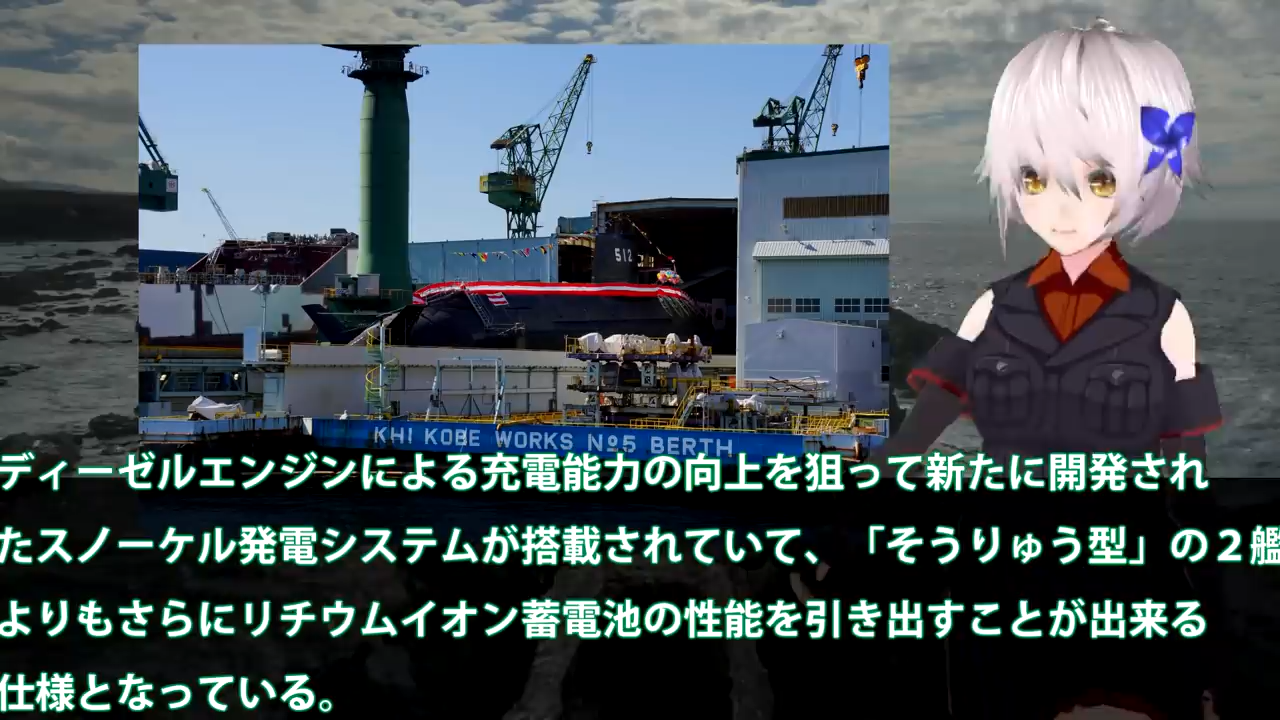 512
KHI KOBE WORKS Nº5 BERTH
ディーゼルエンジンによる充電能力の向上を狙って新たに開発され
たスノーケル発電システムが搭載されていて、「そうりゅう型」の２艦
よりもさらにリチウムイオン蓄電池の性能を引き出すことが出来る
仕様となっている。